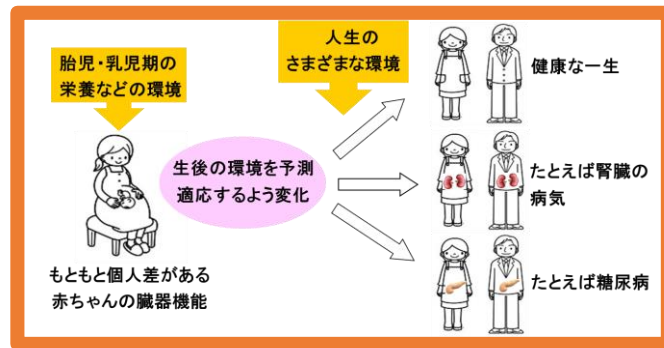 胎児・乳児期の
栄養などの環境
人生の
さまざまな環境
生後の環境を予測
適応するよう変化
もともと個人差がある
赤ちゃんの臓器機能
健康な一生
たとえば腎臓の
病気
たとえば糖尿病